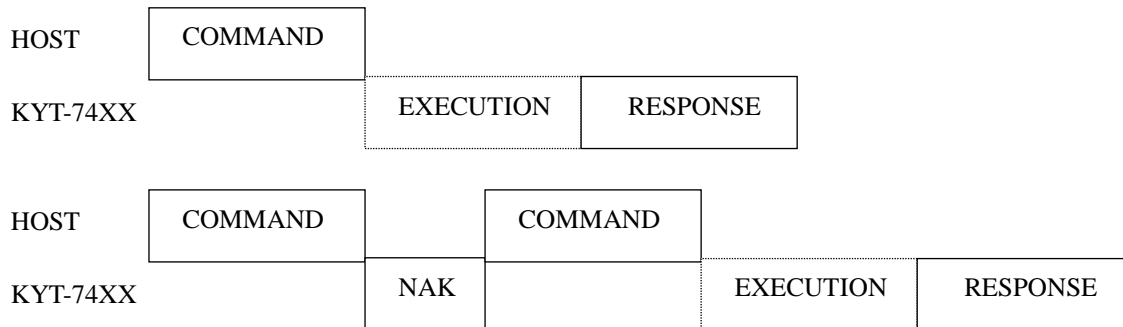 HOST COMMAND
KYT-74XX EXECUTION RESPONSE
HOST COMMAND COMMAND
KYT-74XX NAK EXECUTION RESPONSE